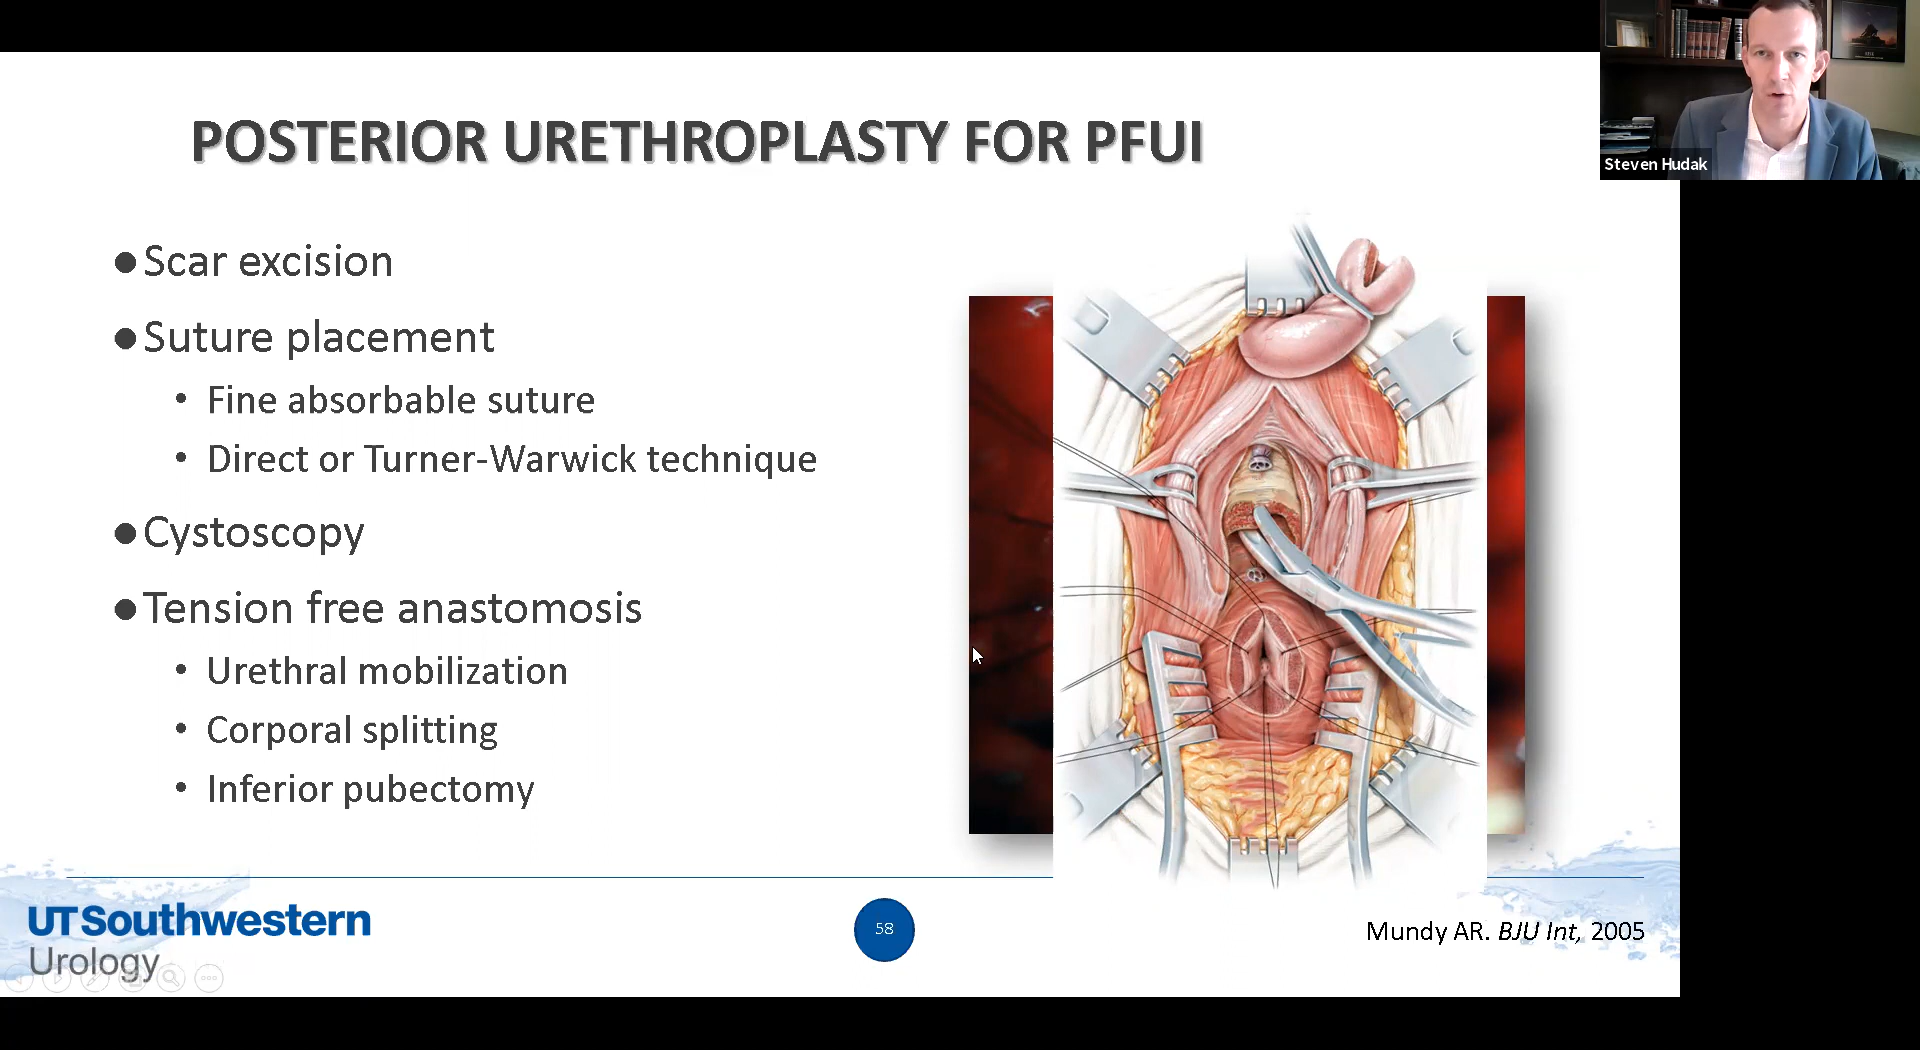 Steven Hudak
POSTERIOR URETHROPLASTY FOR PFUI
●Scar excision
●Suture placement
• Fine absorbable suture
• Direct or Turner-Warwick technique
●Cystoscopy
●Tension free anastomosis
• Urethral mobilization
• Corporal splitting
• Inferior pubectomy
UTSouthwestern
Urology
58
Mundy AR. BJU Int, 2005